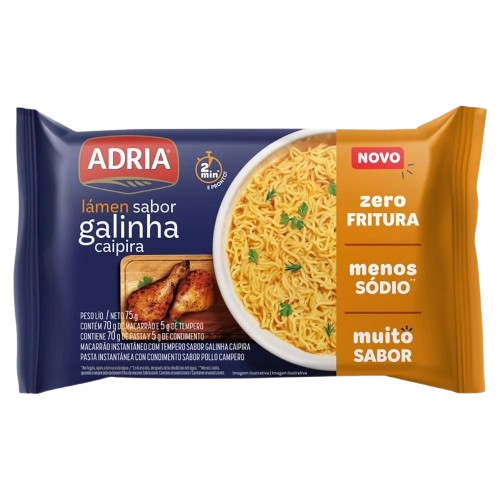 ADRIA®
2
min*
E PRONTO!
lámen sabor
galinha
caipira
PESO LÍQ. / NETO 75g
CONTÉM 70 g DE MACARRÃO E 5 g DE TEMPERO
CONTIENE 70 g DE PASTA Y 5 g DE CONDIMENTO
MACARRÃO INSTANTÂNEO COM TEMPERO SABOR GALINHA CAIPIRA
PASTA INSTANTÁNEA CON CONDIMENTO SABOR POLLO CAMPERO
Imagem ilustrativa | Imagen ilustrativa
NOVO
zero
FRITURA
menos
SÓDIO**
muito
SABOR